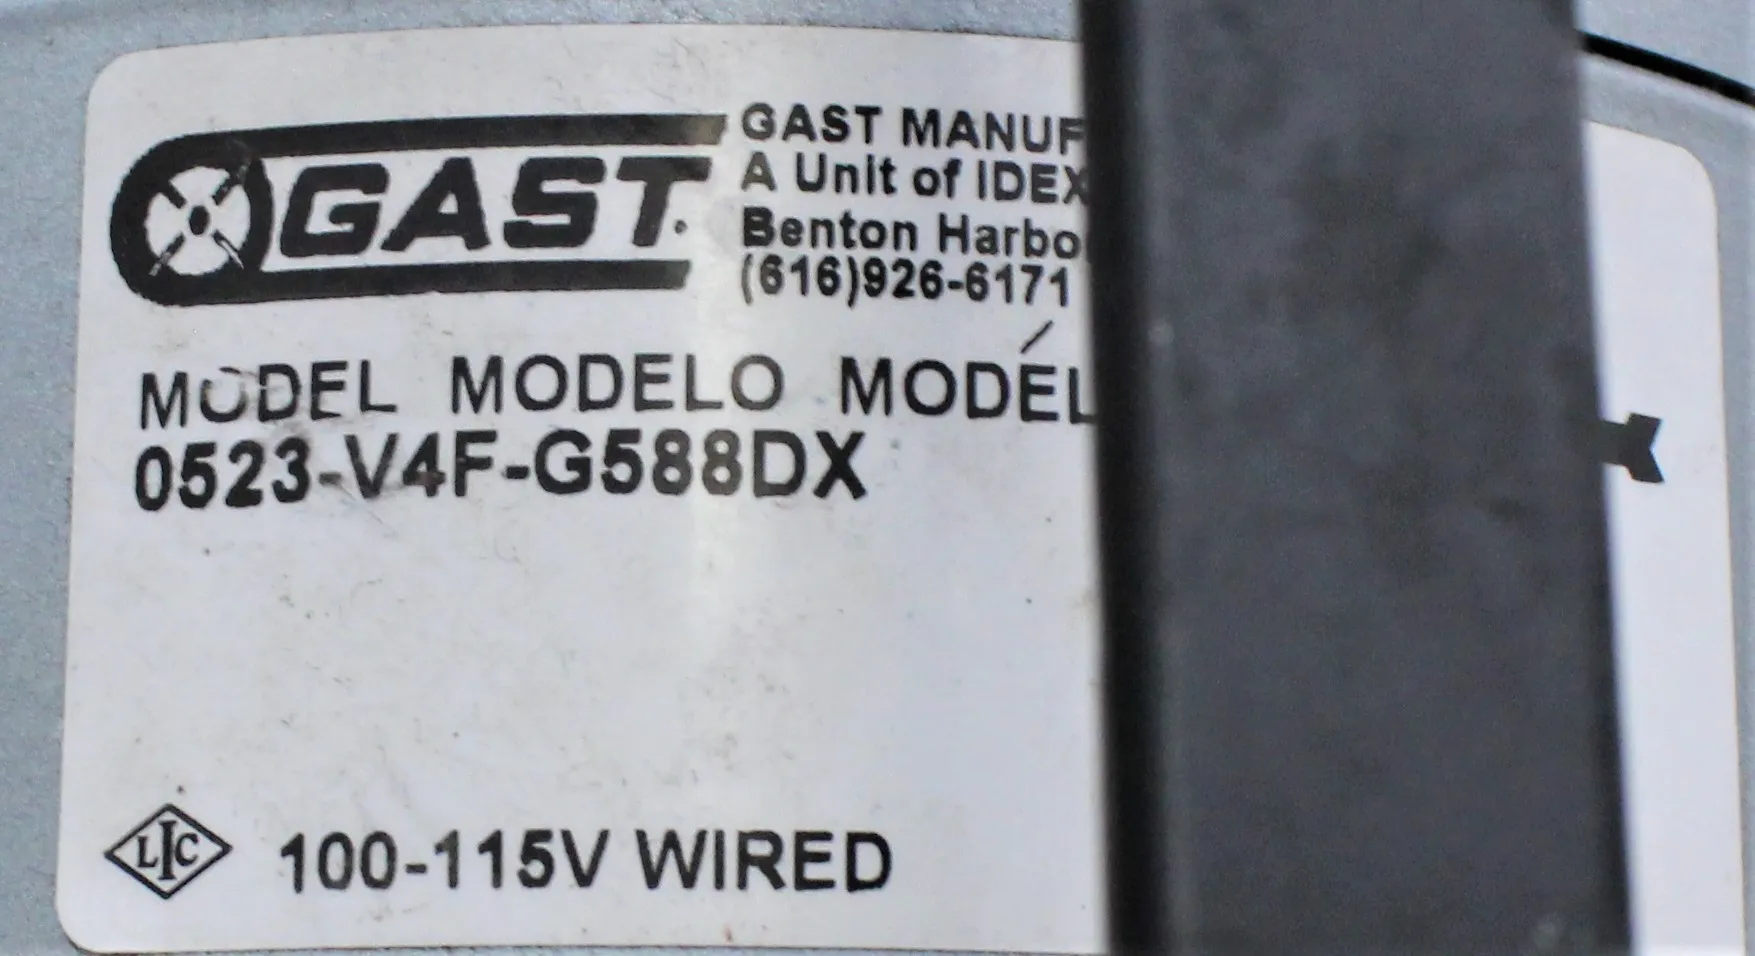 GAST.
GAST MANUF
A Unit of IDEX
Benton Harbo
(616)926-6171
MODEL MODELO MODÉL
0523-V4F-G588DX
LIC
100-115V WIRED